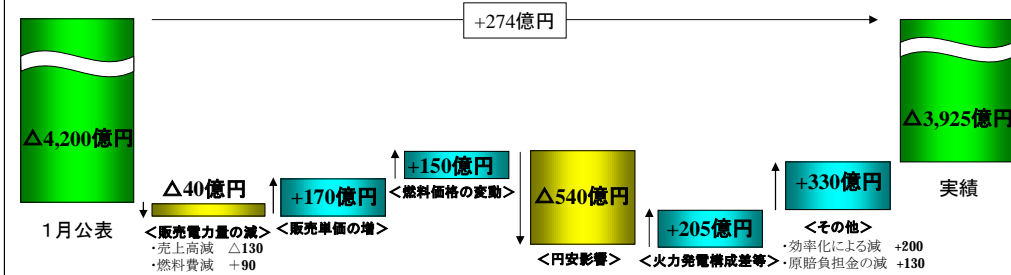 +274億円
△4,200億円
1月公表
△40億円
<販売電力量の減>
・売上高減 △130
・燃料費減 +90
+170億円
<販売単価の増>
+150億円
<燃料価格の変動>
△540億円
<円安影響>
+205億円
<火力発電構成差等>
+330億円
<その他>
・効率化による減 +200
・原賠負担金の減 +130
△3,925億円
実績